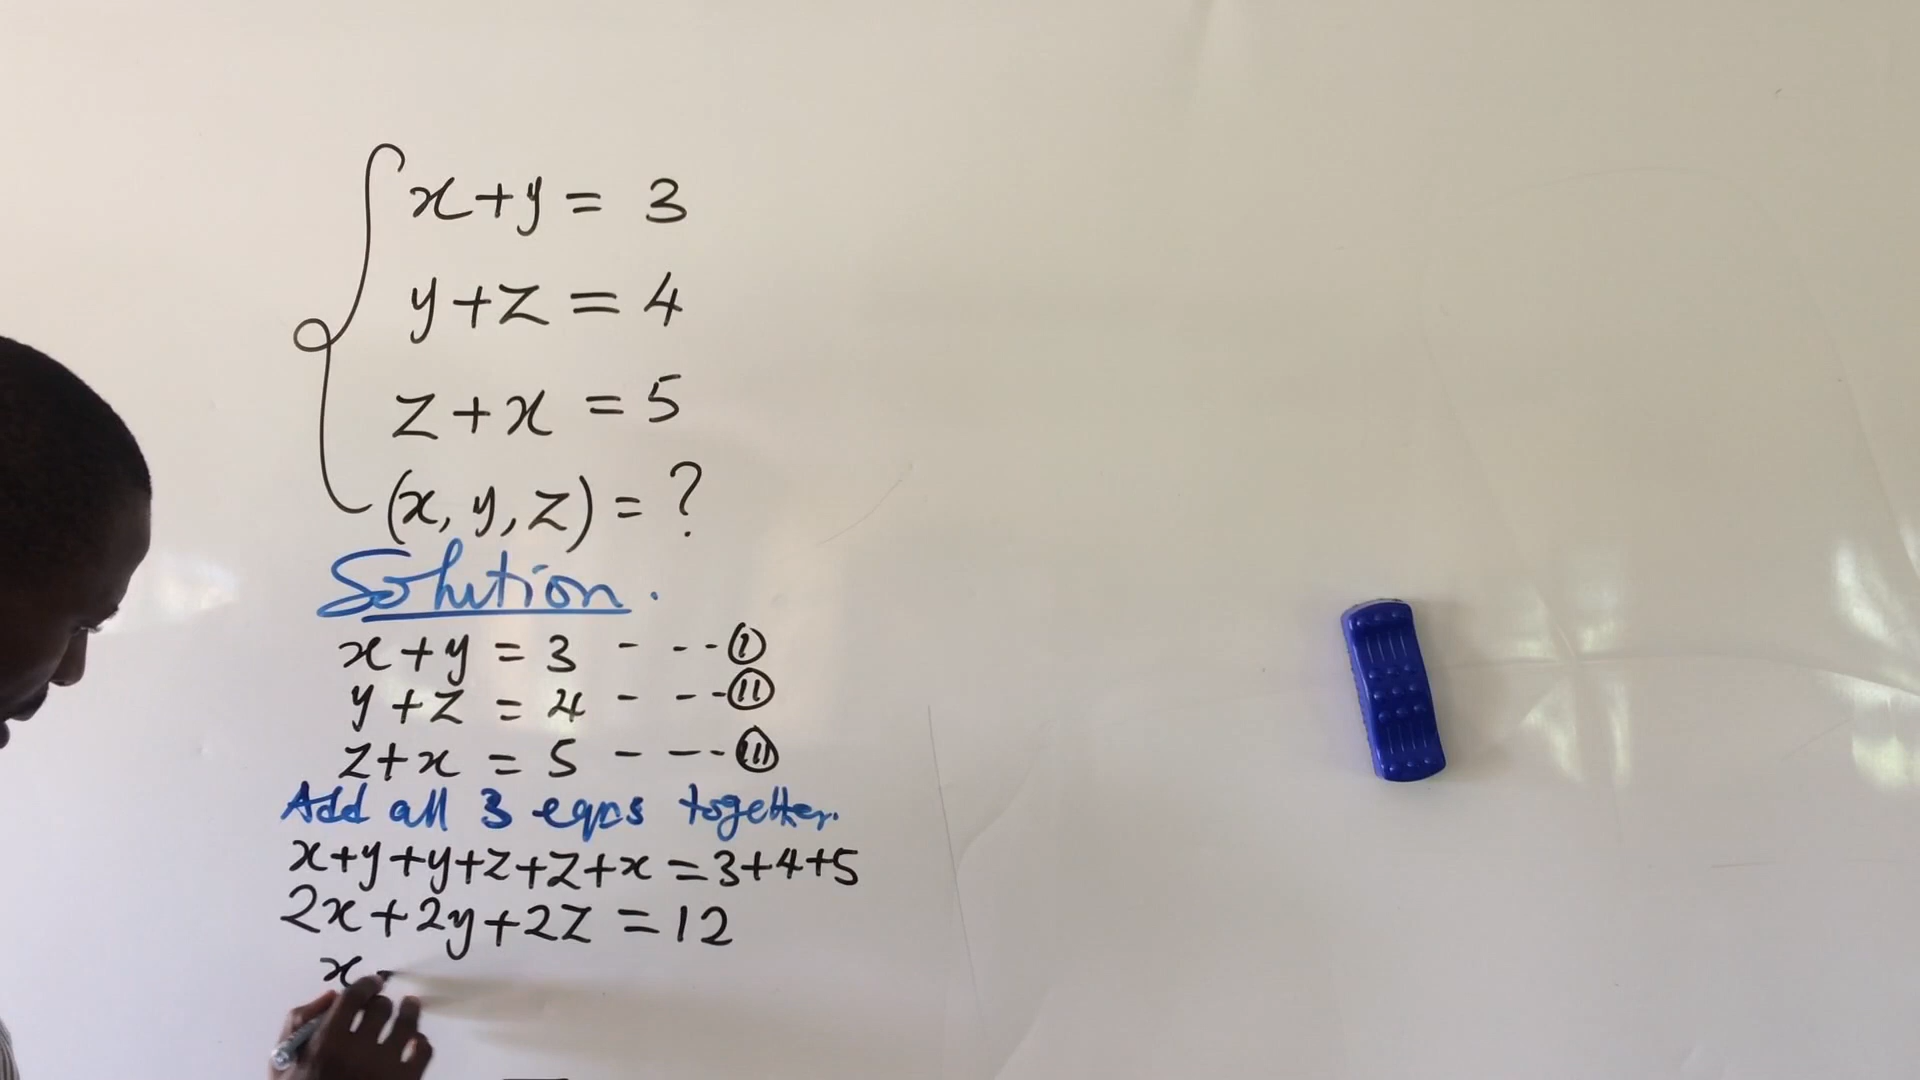 x+y = 3
y+z = 4
z+x = 5
(x, y, z) = ?
Solution.
x+y = 3 - - - (I)
y+z = 4 - - - (II)
z+x = 5 - - - (III)
Add all 3 eqns together.
x+y+y+z+z+x = 3+4+5
2x+2y+2z = 12
x